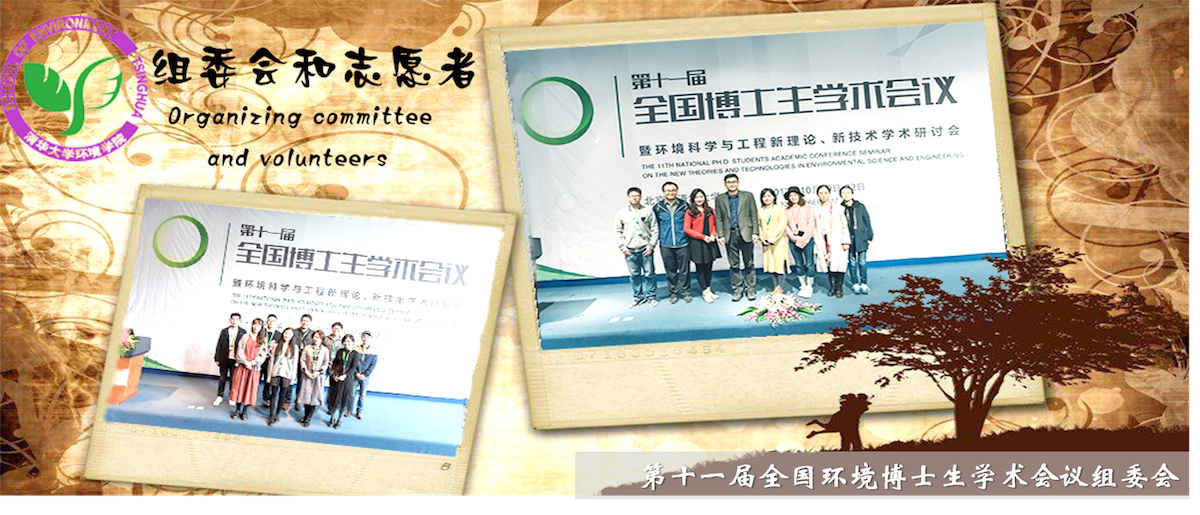 SCHOOL OF ENVIRONMENT TSINGHUA
清华大学环境学院
组委会和志愿者
Organizing committee
and volunteers
第十一届
全国博士生学术会议
暨环境科学与工程新理论、新技术学术研讨会
THE 11TH NATIONAL PH.D. STUDENTS ACADEMIC CONFERENCE SEMINAR
ON THE NEW THEORIES AND TECHNOLOGIES IN ENVIRONMENTAL SCIENCE AND ENGINEERING
北京
第十一届
全国博士生学术会议
暨环境科学与工程新理论、新技术学术研讨会
第十一届全国环境博士生学术会议组委会